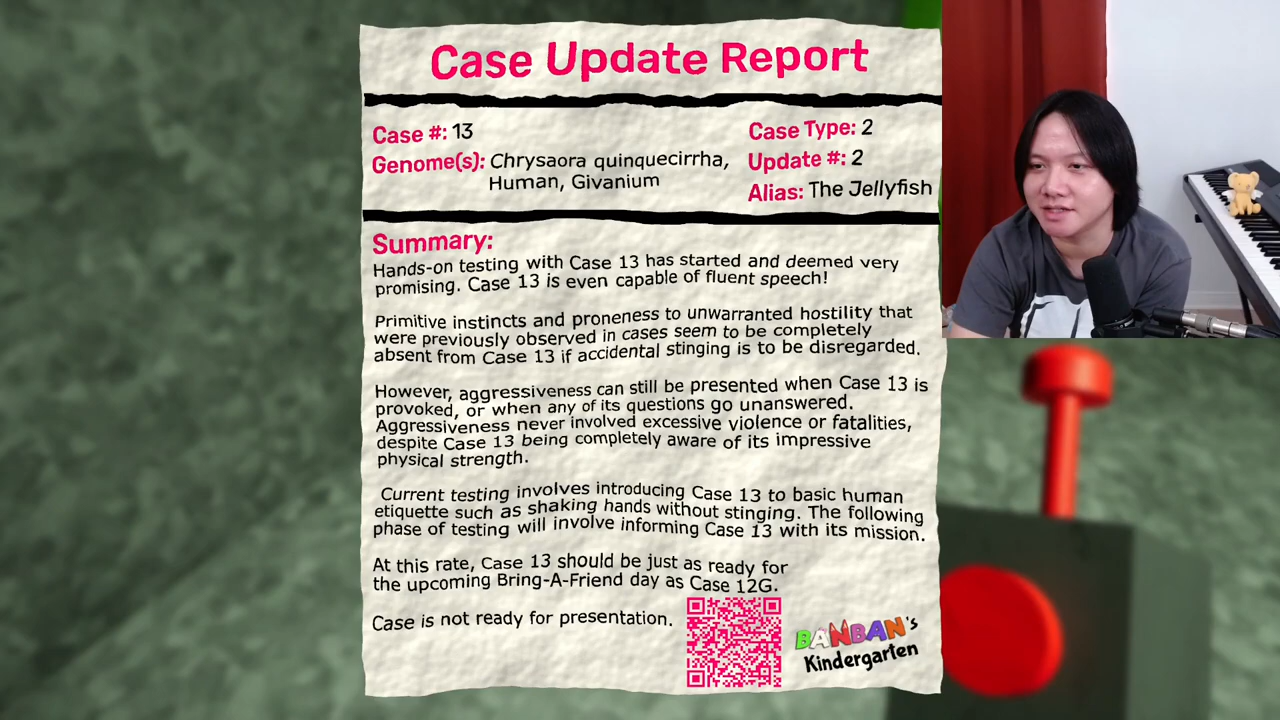 Case Update Report
Case #: 13
Genome(s): Chrysaora quinquecirrha,
Human, Givanium
Case Type: 2
Update #: 2
Alias: The Jellyfish
Summary:
Hands-on testing with Case 13 has started and deemed very
promising. Case 13 is even capable of fluent speech!
Primitive instincts and proneness to unwarranted hostility that
were previously observed in cases seem to be completely
absent from Case 13 if accidental stinging is to be disregarded.
However, aggressiveness can still be presented when Case 13 is
provoked, or when any of its questions go unanswered.
Aggressiveness never involved excessive violence or fatalities,
despite Case 13 being completely aware of its impressive
physical strength.
Current testing involves introducing Case 13 to basic human
etiquette such as shaking hands without stinging. The following
phase of testing will involve informing Case 13 with its mission.
At this rate, Case 13 should be just as ready for
the upcoming Bring-A-Friend day as Case 12G.
Case is not ready for presentation.
BANBAN's
Kindergarten